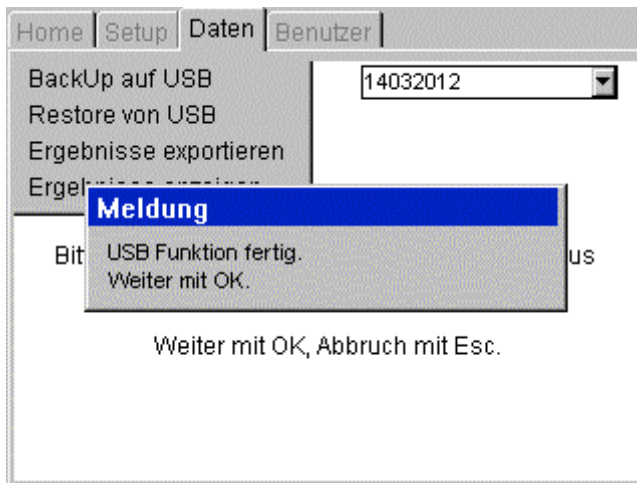 Home Setup Daten Benutzer
BackUp auf USB 14032012
Restore von USB
Ergebnisse exportieren
Meldung
USB Funktion fertig.
Weiter mit OK.
Weiter mit OK, Abbruch mit Esc.